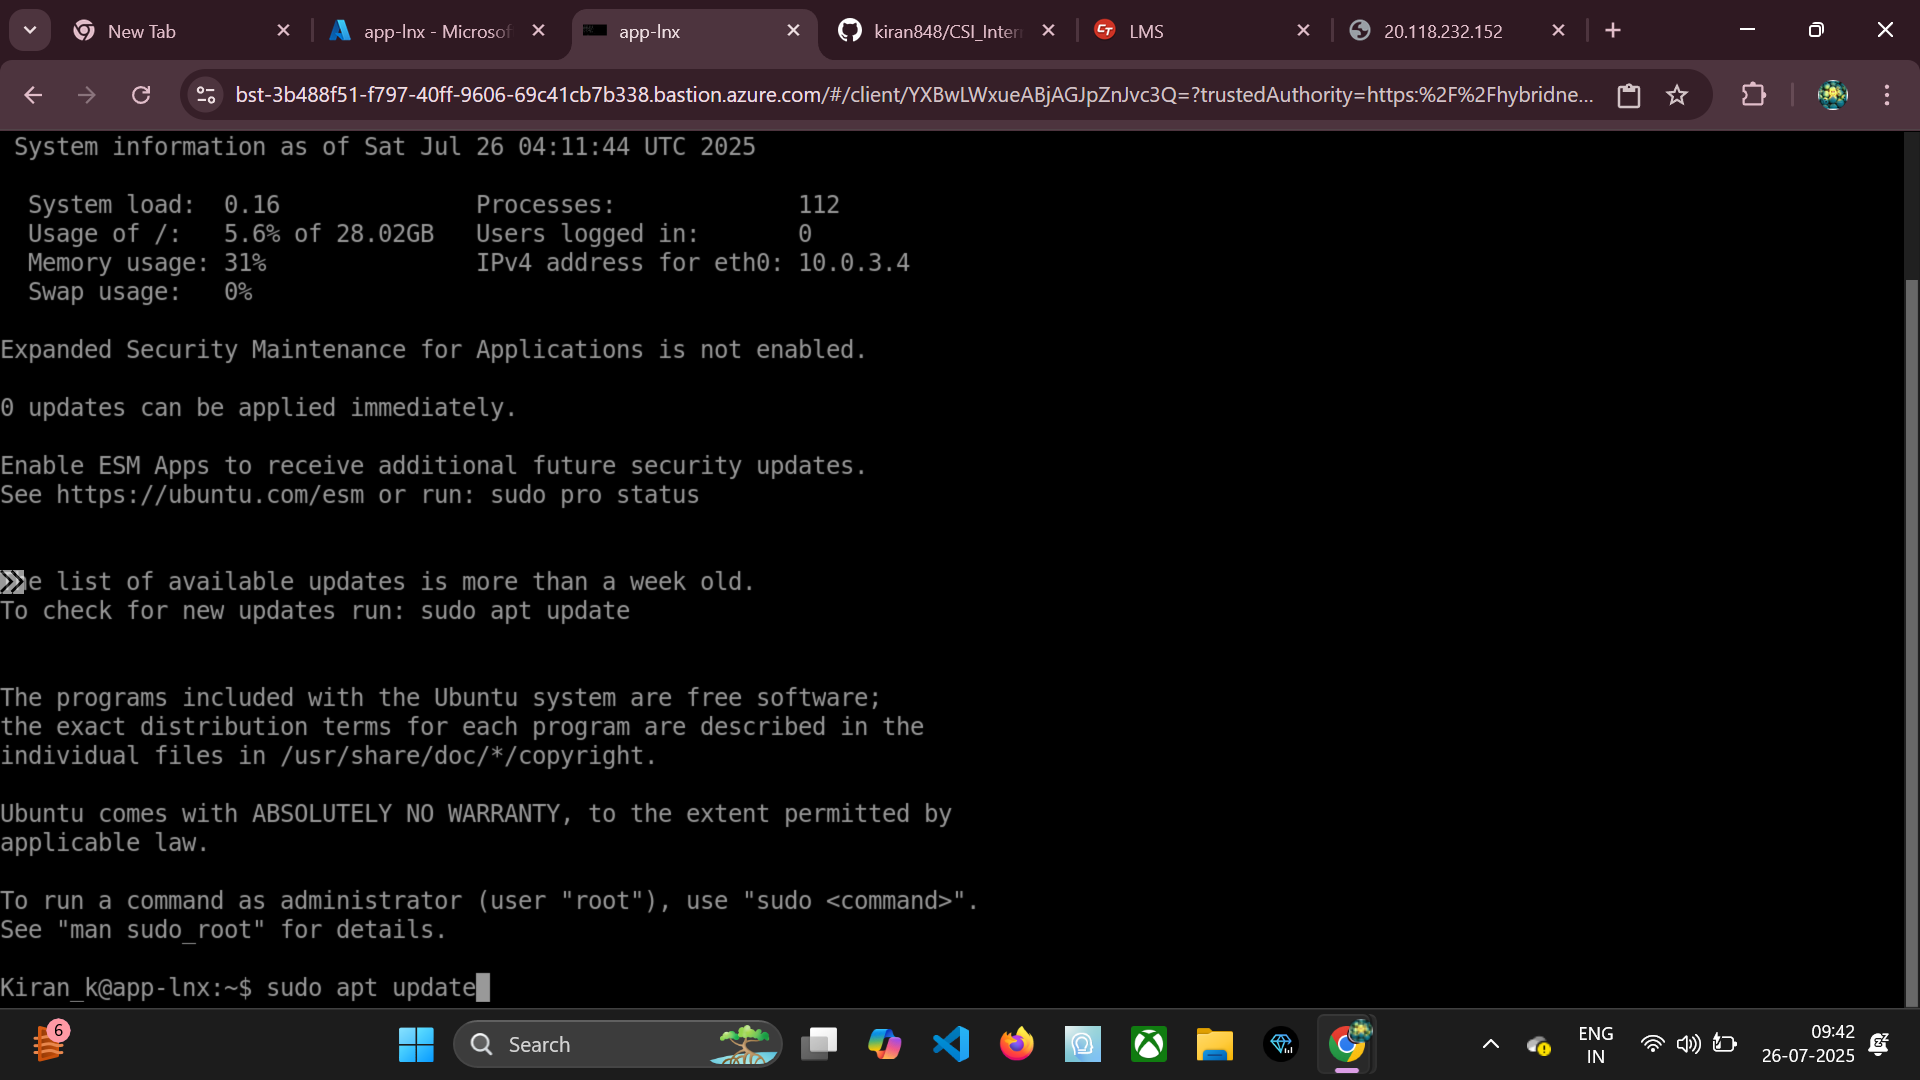 New Tab
app-lnx - Microsof
app-lnx
kiran848/CSI_Inter
LMS
20.118.232.152
bst-3b488f51-f797-40ff-9606-69c41cb7b338.bastion.azure.com/#/client/YXBwLWxueABjAGJpZnJvc3Q=?trustedAuthority=https:%2F%2Fhybridne...
System information as of Sat Jul 26 04:11:44 UTC 2025
System load: 0.16 Processes: 112
Usage of /: 5.6% of 28.02GB Users logged in: 0
Memory usage: 31% IPv4 address for eth0: 10.0.3.4
Swap usage: 0%
Expanded Security Maintenance for Applications is not enabled.
0 updates can be applied immediately.
Enable ESM Apps to receive additional future security updates.
See https://ubuntu.com/esm or run: sudo pro status
e list of available updates is more than a week old.
To check for new updates run: sudo apt update
The programs included with the Ubuntu system are free software;
the exact distribution terms for each program are described in the
individual files in /usr/share/doc/*/copyright.
Ubuntu comes with ABSOLUTELY NO WARRANTY, to the extent permitted by
applicable law.
To run a command as administrator (user "root"), use "sudo <command>".
See "man sudo_root" for details.
Kiran_k@app-lnx:~$ sudo apt update
6
Search
ENG
IN
09:42
26-07-2025